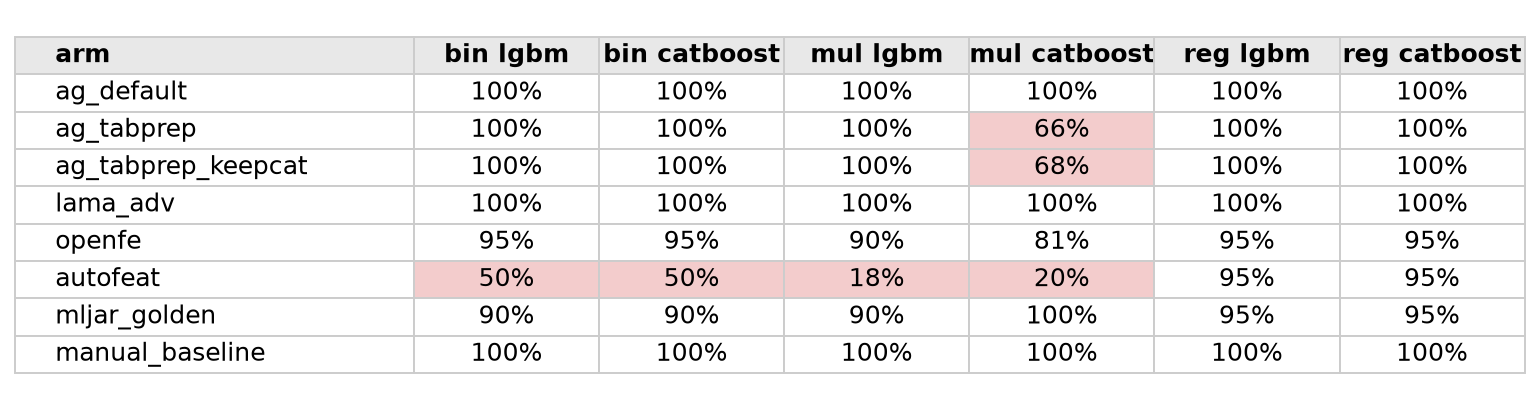 arm bin lgbm bin catboost mul lgbm mul catboost reg lgbm reg catboost
ag_default 100% 100% 100% 100% 100% 100%
ag_tabprep 100% 100% 100% 66% 100% 100%
ag_tabprep_keepcat 100% 100% 100% 68% 100% 100%
lama_adv 100% 100% 100% 100% 100% 100%
openfe 95% 95% 90% 81% 95% 95%
autofeat 50% 50% 18% 20% 95% 95%
mljar_golden 90% 90% 90% 100% 95% 95%
manual_baseline 100% 100% 100% 100% 100% 100%